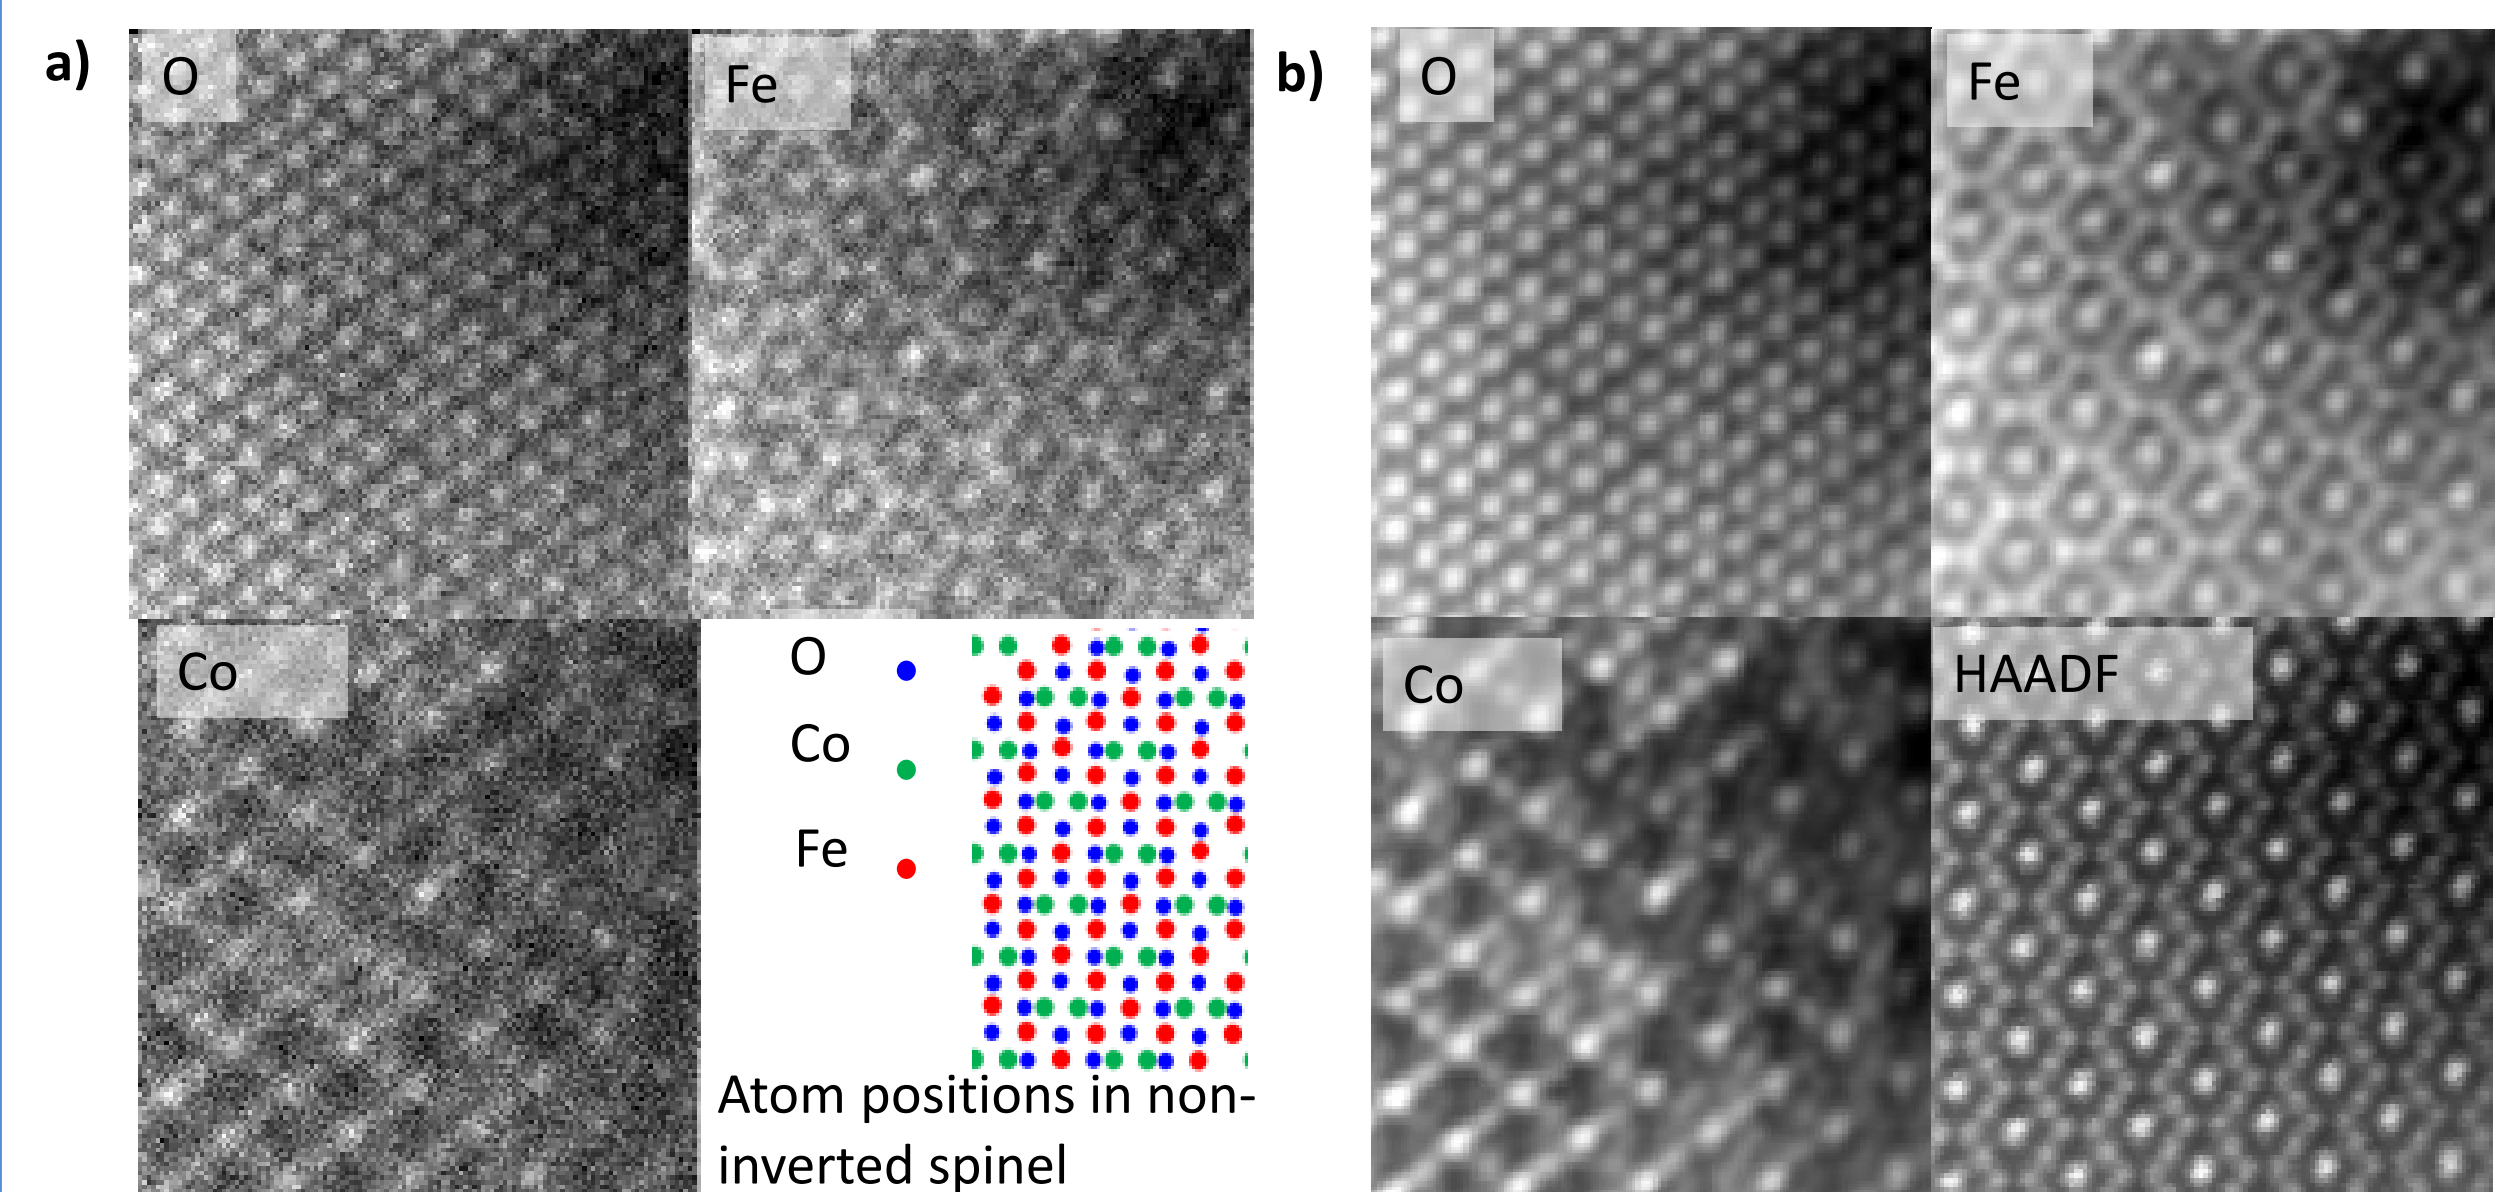 a)
O
Fe
Co
O
Co
Fe
Atom positions in non-
inverted spinel
b)
O
Fe
Co
HAADF